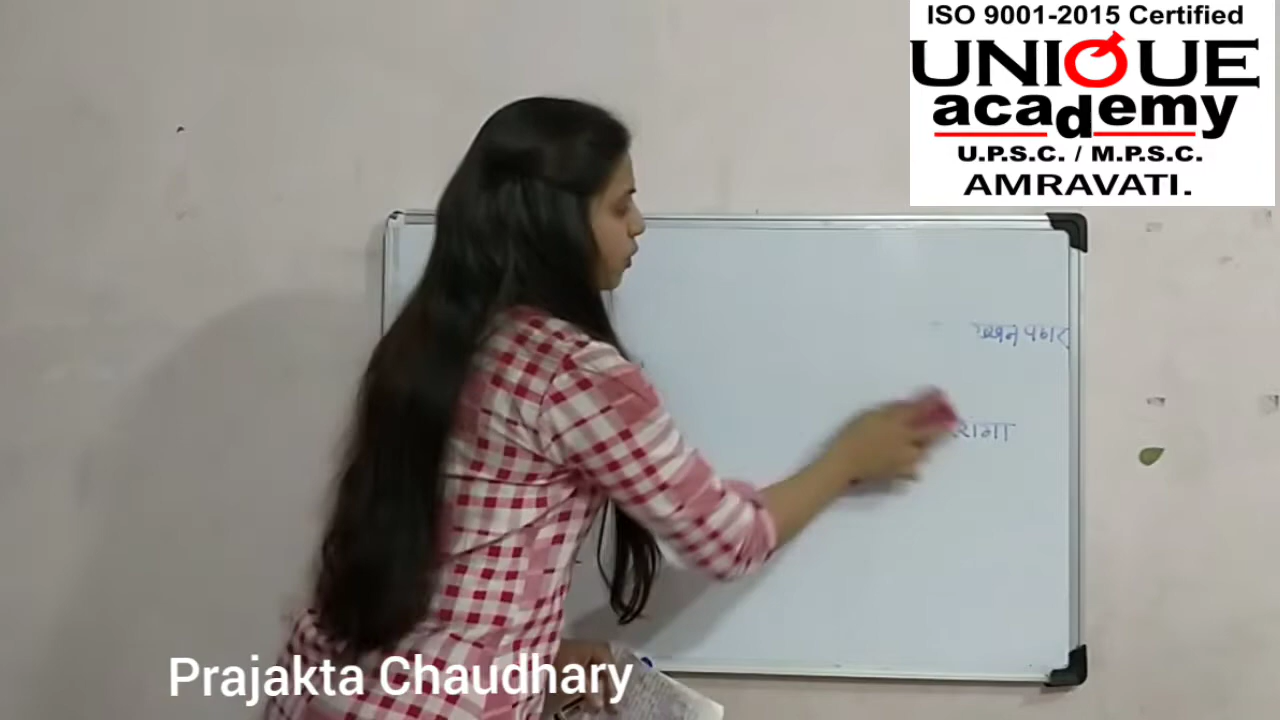 ISO 9001-2015 Certified
UNIQUE
academy
U.P.S.C. / M.P.S.C.
AMRAVATI.
Prajakta Chaudhary